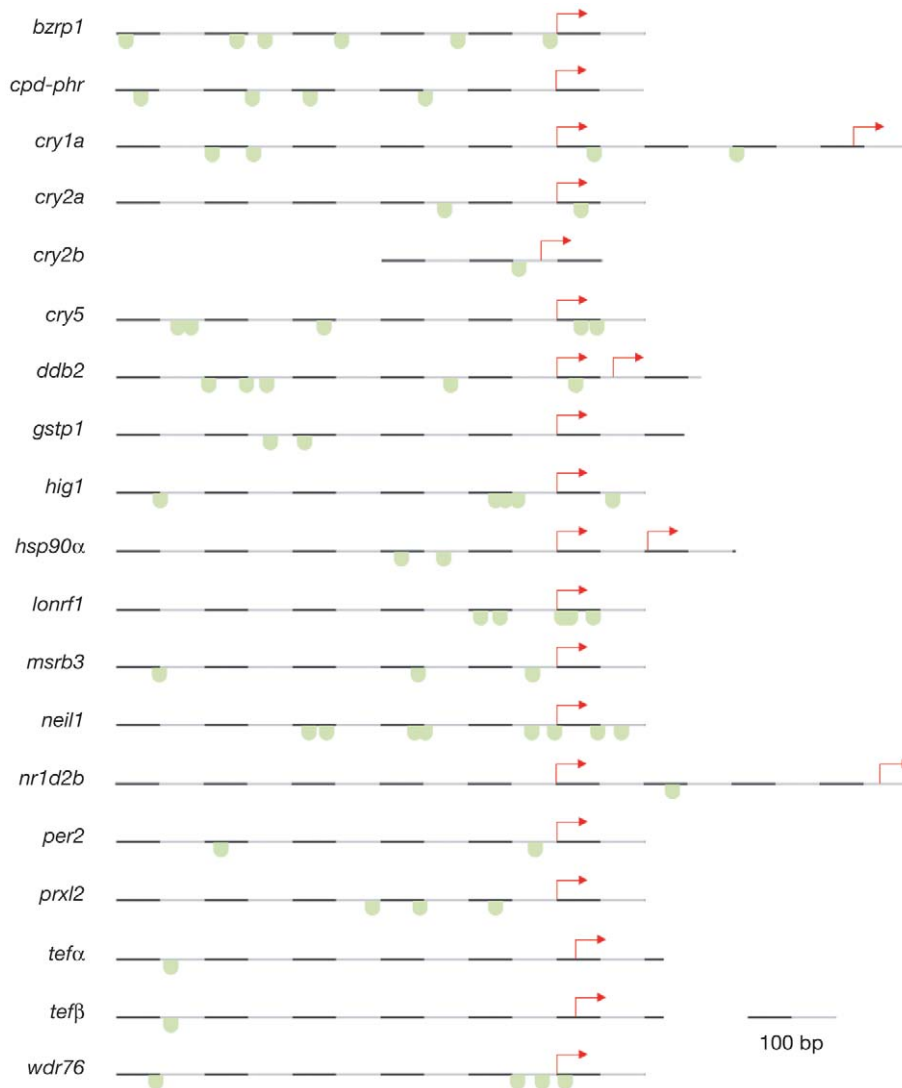 bzrp1
cpd-phr
cry1a
cry2a
cry2b
cry5
ddb2
gstp1
hig1
hsp90α
lonrf1
msrb3
neil1
nr1d2b
per2
prxl2
tefα
tefβ
100 bp
wdr76